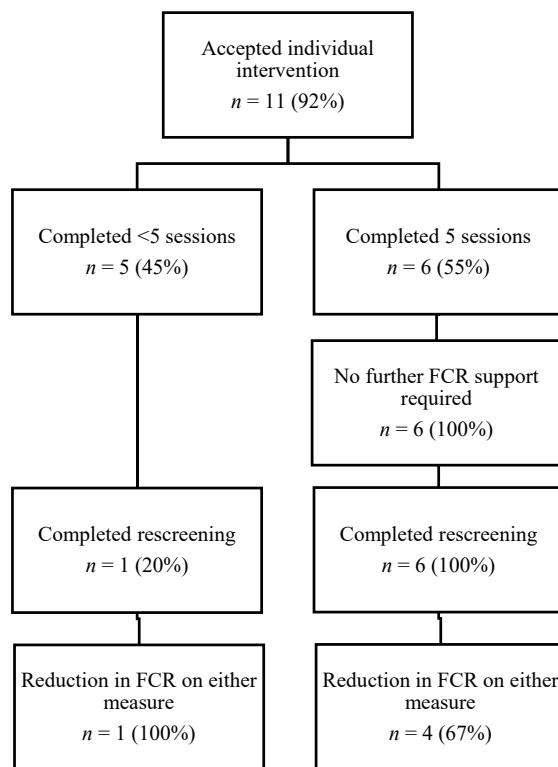 Accepted individual
intervention
n = 11 (92%)
Completed <5 sessions
n = 5 (45%)
Completed 5 sessions
n = 6 (55%)
No further FCR support
required
n = 6 (100%)
Completed rescreening
n = 1 (20%)
Completed rescreening
n = 6 (100%)
Reduction in FCR on either
measure
n = 1 (100%)
Reduction in FCR on either
measure
n = 4 (67%)